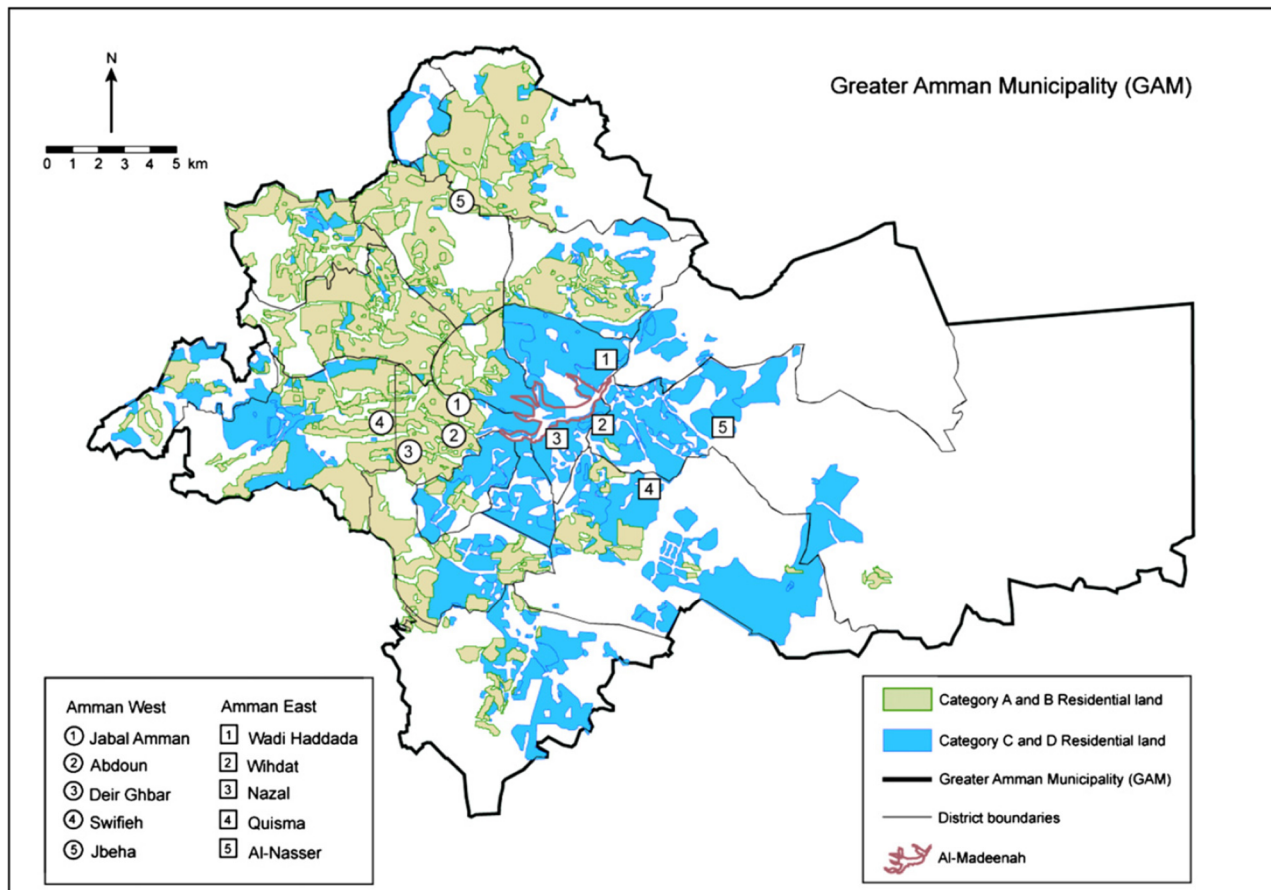 Greater Amman Municipality (GAM)
N
0 1 2 3 4 5 km
5
1
1
4
2
2
3
3
5
4
Amman West
1 Jabal Amman
2 Abdoun
3 Deir Ghbar
4 Swifieh
5 Jbeha
Amman East
1 Wadi Haddada
2 Wihdat
3 Nazal
4 Quisma
5 Al-Nasser
Category A and B Residential land
Category C and D Residential land
Greater Amman Municipality (GAM)
District boundaries
Al-Madeenah